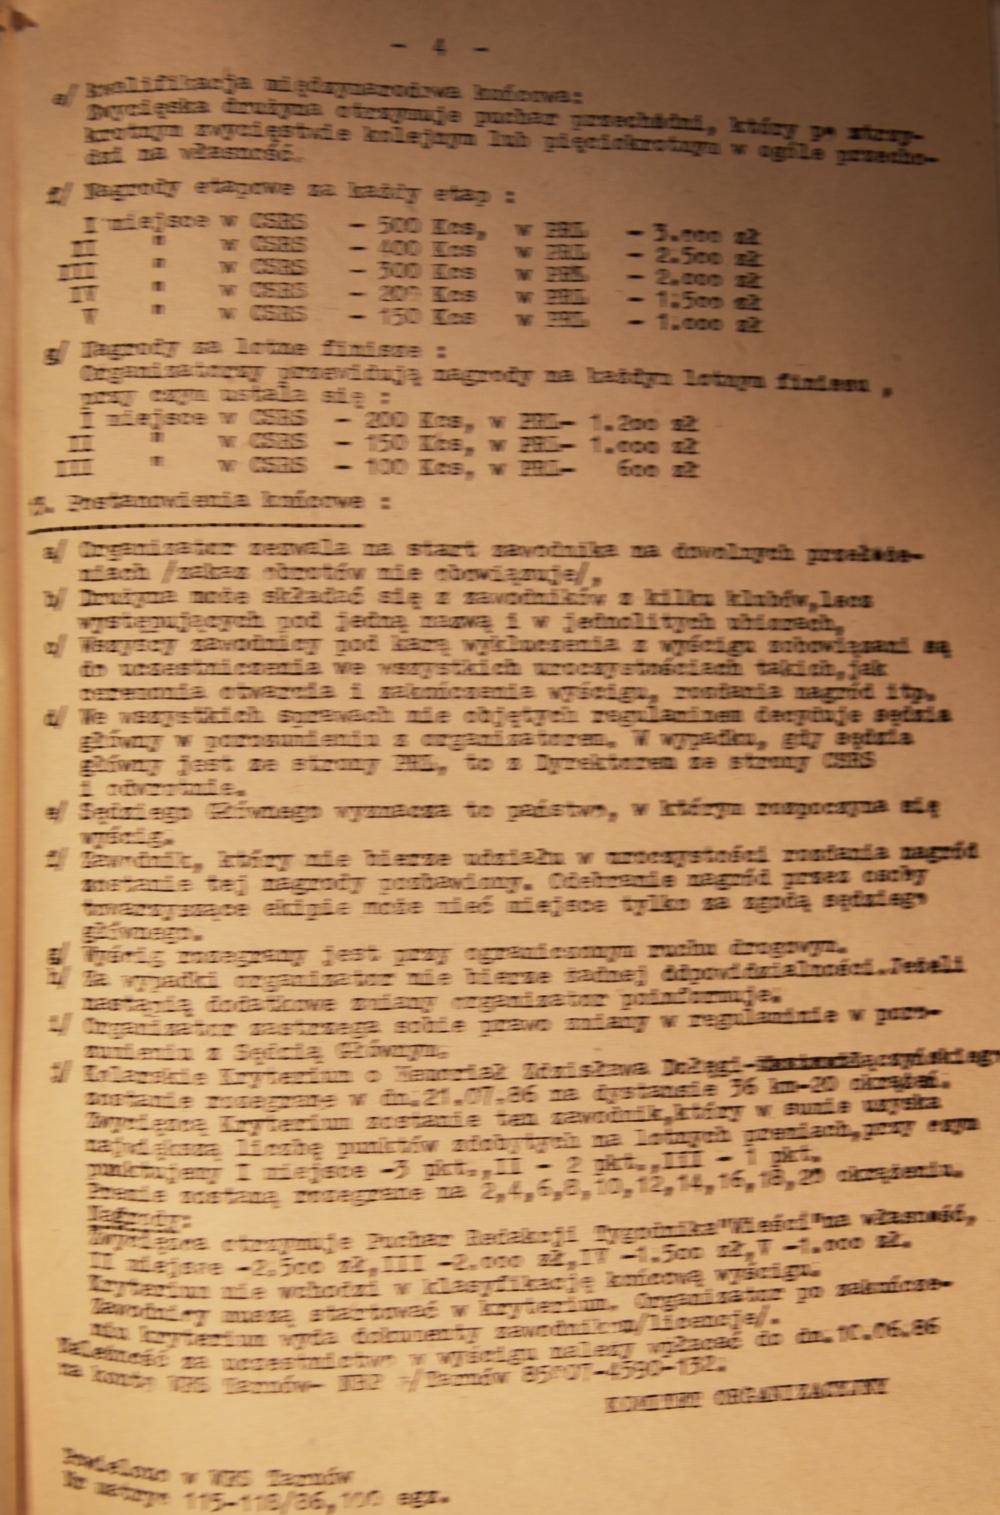 - 4 -
e/ Kwalifikacja międzynarodowa końcowa:
Zwycięska drużyna otrzymuje puchar przechodni, który po trzy-
krotnym zwycięstwie kolejnym lub pięciokrotnym w ogóle przecho-
dzi na własność.
f/ Nagrody etapowe za każdy etap :
I miejsce w CSRS - 500 Kcs, w PRL - 3.000 zł
II " w CSRS - 400 Kcs w PRL - 2.500 zł
III " w CSRS - 300 Kcs w PRL - 2.000 zł
IV " w CSRS - 200 Kcs w PRL - 1.500 zł
V " w CSRS - 150 Kcs w PRL - 1.000 zł
g/ Nagrody za lotne finisze :
Organizatorzy przewidują nagrody na każdym lotnym finiszu ,
przy czym ustala się :
I miejsce w CSRS - 200 Kcs, w PRL- 1.200 zł
II " w CSRS - 150 Kcs, w PRL- 1.000 zł
III " w CSRS - 100 Kcs, w PRL- 600 zł
Postanowienia końcowe :
a/ Organizator zezwala na start zawodnika na dowolnych przełoże-
niach /zakaz obrotów nie obowiązuje/,
b/ Drużyna może składać się z zawodników z kilku klubów,lecz
występujących pod jedną nazwą i w jednolitych ubiorach,
c/ Wszyscy zawodnicy pod karą wykluczenia z wyścigu zobowiązani są
do uczestniczenia we wszystkich uroczystościach takich,jak
ceremonia otwarcia i zakończenia wyścigu, rozdania nagród itp.
d/ We wszystkich sprawach nie objętych regulaminem decyduje sędzia
główny w porozumieniu z organizatorem. W wypadku, gdy sędzia
główny jest ze strony PRL, to z Dyrektorem ze strony CSRS
i odwrotnie.
e/ Sędziego Głównego wyznacza to państwo, w którym rozpoczyna się
wyścig.
f/ Zawodnik, który nie bierze udziału w uroczystości rozdania nagród
zostanie tej nagrody pozbawiony. Odebranie nagród przez osoby
towarzyszące ekipie może mieć miejsce tylko za zgodą sędziego
głównego.
g/ Wyścig rozegrany jest przy ograniczonym ruchu drogowym.
h/ Za wypadki organizator nie bierze żadnej odpowidzialności.Jeżeli
nastąpią dodatkowe zmiany organizator poinformuje.
i/ Organizator zastrzega sobie prawo zmiany w regulaminie w poro-
zumieniu z Sędzią Głównym.
j/ Kolarskie Kryterium o Memoriał Zdzisława Dołęgi-
zostanie rozegrane w dn.21.07.86 na dystansie 36 km-20 okrążeń.
Zwycięzcą Kryterium zostanie ten zawodnik,który w sumie uzyska
największą liczbę punktów zdobytych na lotnych premiach,przy czym
punktujemy I miejsce -3 pkt.,II - 2 pkt.,III - 1 pkt.
Premie zostaną rozegrane na 2,4,6,8,10,12,14,16,18,20 okrążeniu.
Nagrody:
Zwycięzca otrzymuje Puchar Redakcji Tygodnika"Wieści"na własność,
II miejsce -2.500 zł,III -2.000 zł,IV -1.500 zł,V -1.000 zł.
Kryterium nie wchodzi w klasyfikację końcową wyścigu.
Zawodnicy muszą startować w kryterium. Organizator po zakończe-
niu kryterium wyda dokumenty zawodnikom/licencje/.
Należność za uczestnictwo w wyścigu należy wpłacać do dn.10.06.86
na konto WFS Tarnów- NBP /Tarnów 4590-132.
KOMITET ORGANIZACYJNY
Powielono w WFS Tarnów
Nr matryc 115-118/86,100 egz.